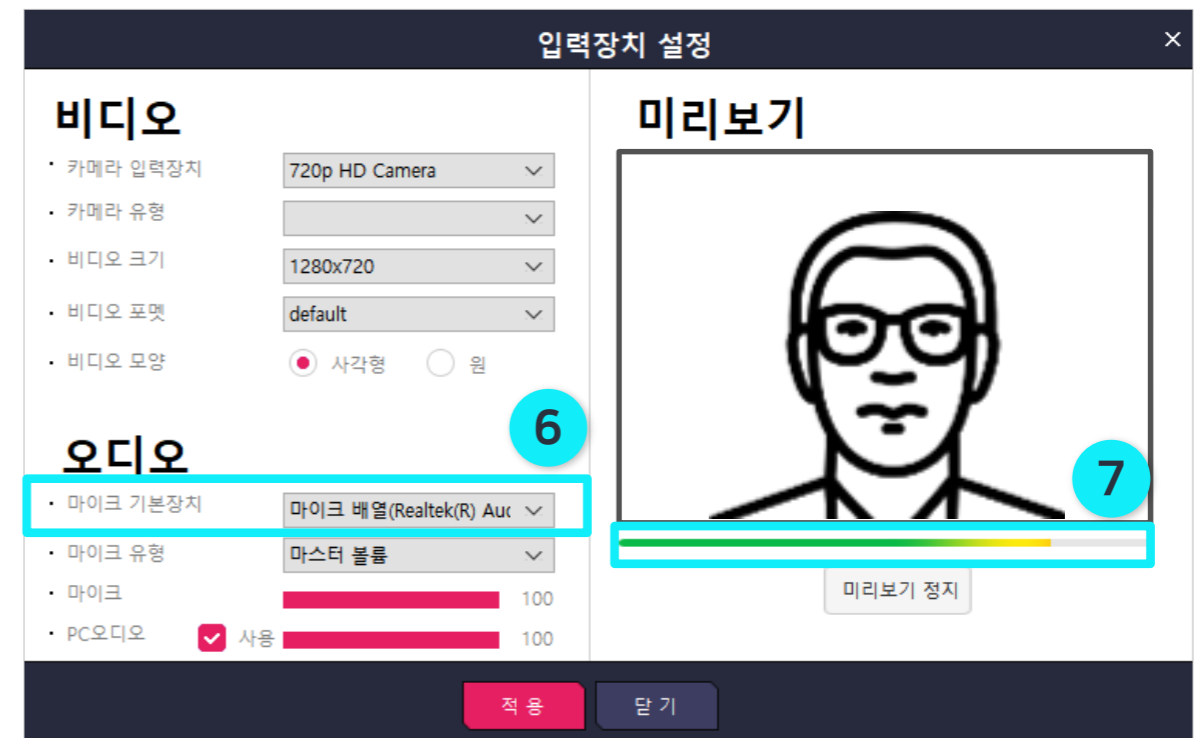 입력장치 설정
비디오
· 카메라 입력장치 720p HD Camera
· 카메라 유형
· 비디오 크기 1280x720
· 비디오 포멧 default
· 비디오 모양 사각형 원
6
오디오
· 마이크 기본장치 마이크 배열(Realtek(R) Auc
· 마이크 유형 마스터 볼륨
· 마이크 100
· PC오디오 사용 100
미리보기
7
미리보기 정지
적 용 닫 기